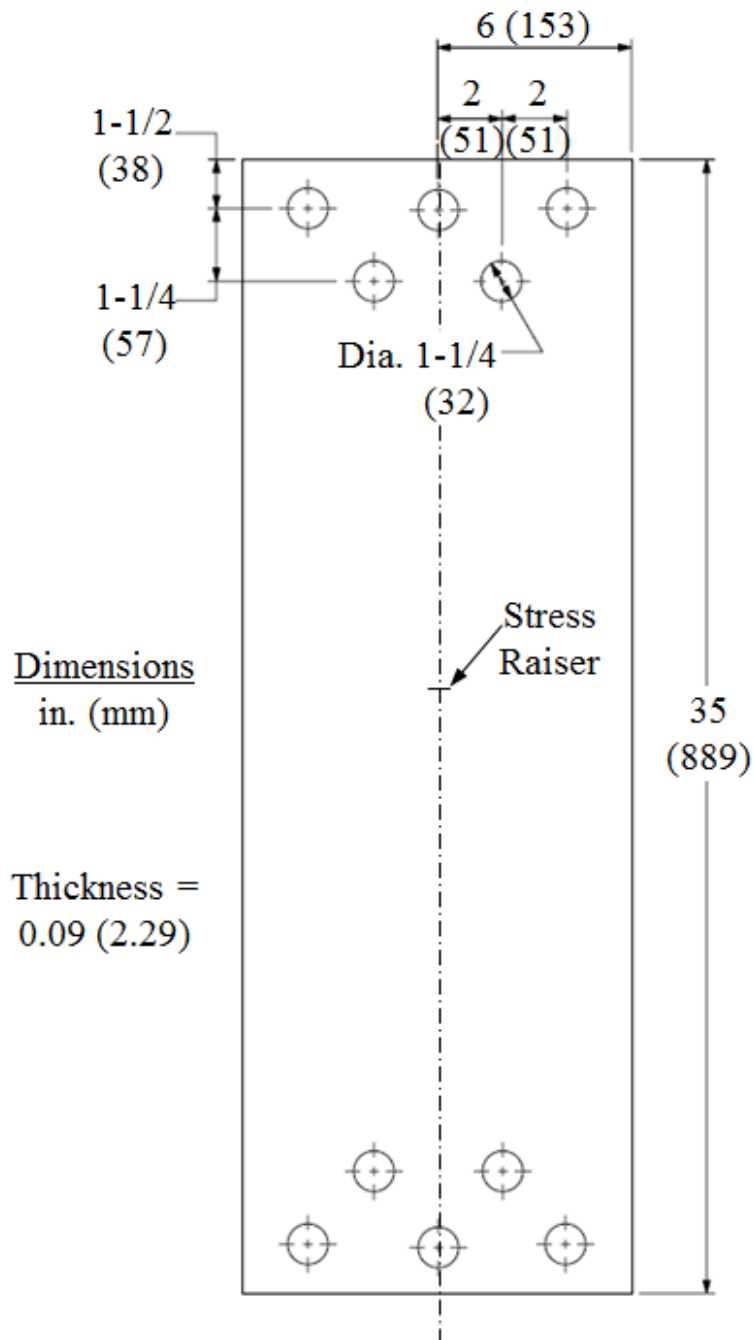 6 (153)
2 2
(51)(51)
1-1/2
(38)
1-1/4
(57)
Dia. 1-1/4
(32)
Stress
Raiser
Dimensions
in. (mm)
35
(889)
Thickness =
0.09 (2.29)